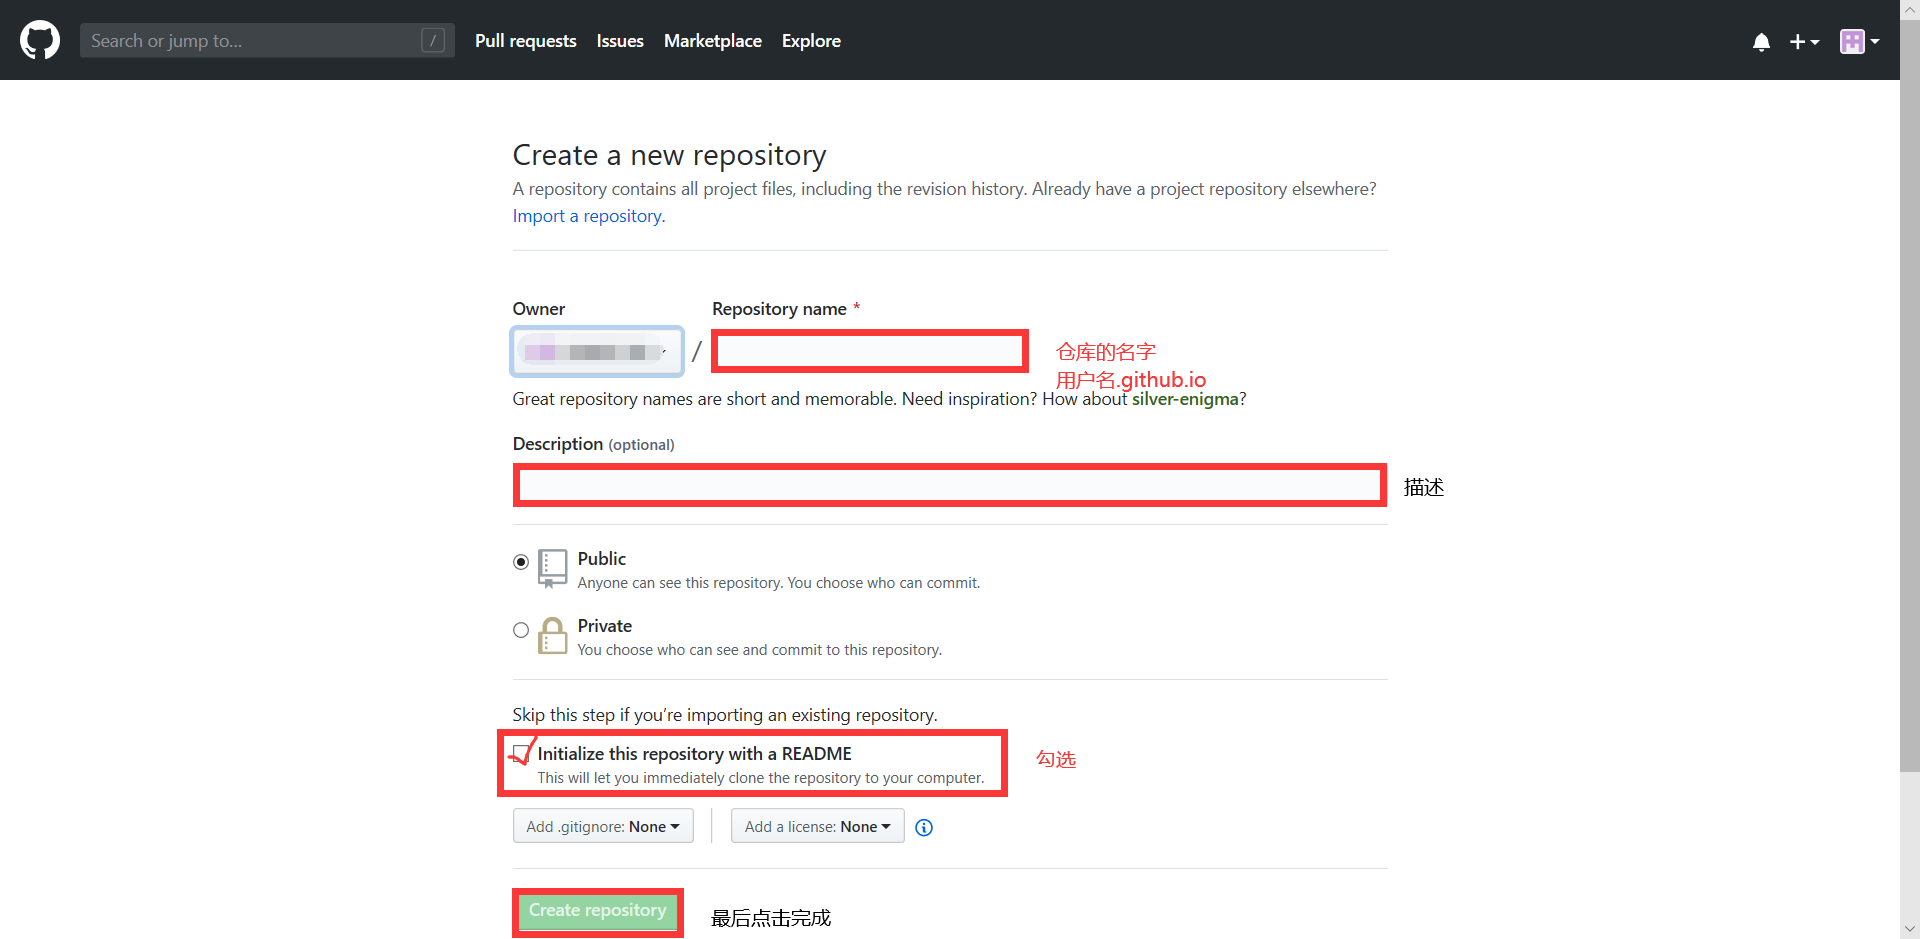 Search or jump to... /
Pull requests Issues Marketplace Explore
Create a new repository
A repository contains all project files, including the revision history. Already have a project repository elsewhere?
Import a repository.
Owner Repository name *
/
仓库的名字
用户名.github.io
Great repository names are short and memorable. Need inspiration? How about silver-enigma?
Description (optional)
描述
Public
Anyone can see this repository. You choose who can commit.
Private
You choose who can see and commit to this repository.
Skip this step if you’re importing an existing repository.
Initialize this repository with a README
This will let you immediately clone the repository to your computer.
勾选
Add .gitignore: None Add a license: None
Create repository
最后点击完成